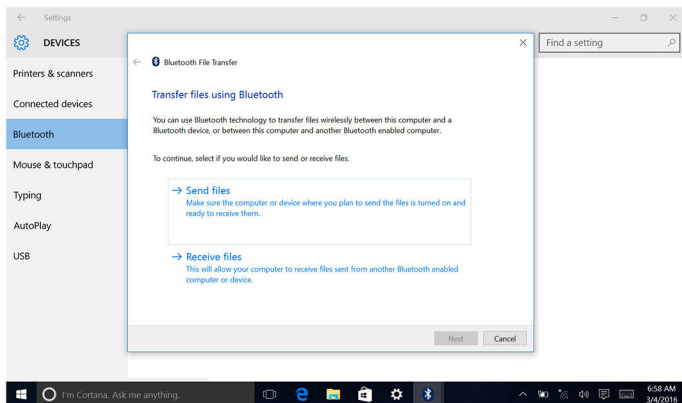 Settings
DEVICES
Find a setting
Printers & scanners
Connected devices
Bluetooth
Mouse & touchpad
Typing
AutoPlay
USB
Bluetooth File Transfer
Transfer files using Bluetooth
You can use Bluetooth technology to transfer files wirelessly between this computer and a
Bluetooth device, or between this computer and another Bluetooth enabled computer.
To continue, select if you would like to send or receive files.
Send files
Make sure the computer or device where you plan to send the files is turned on and
ready to receive them.
Receive files
This will allow your computer to receive files sent from another Bluetooth enabled
computer or device.
Next
Cancel
I'm Cortana. Ask me anything.
6:58 AM
3/4/2016